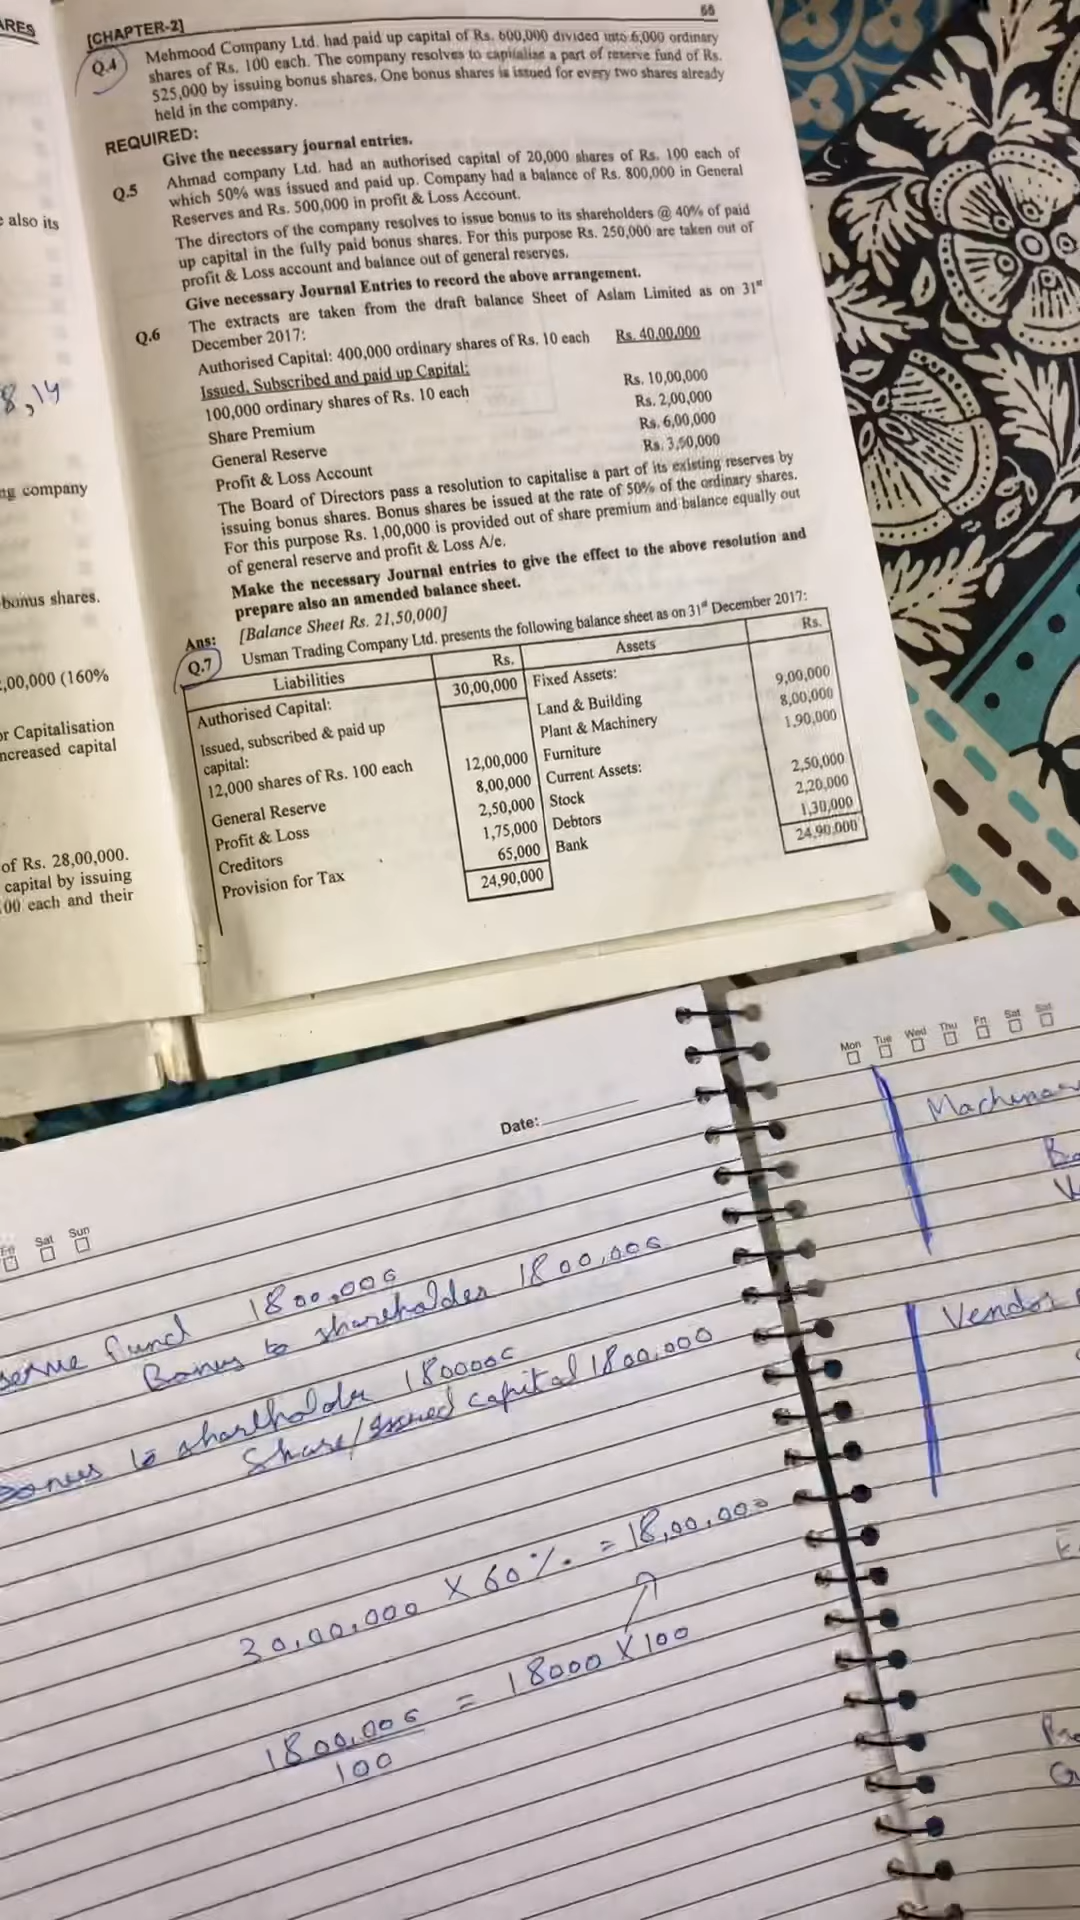 ARES
e also its
8,14
ng company
bonus shares.
,00,000 (160%
or Capitalisation
ncreased capital
of Rs. 28,00,000.
capital by issuing
00 each and their
55
[CHAPTER-2]
Q.4 Mehmood Company Ltd. had paid up capital of Rs. 600,000 divided into 6,000 ordinary
shares of Rs. 100 each. The company resolves to capitalise a part of reserve fund of Rs.
525,000 by issuing bonus shares. One bonus shares is issued for every two shares already
held in the company.
REQUIRED:
Give the necessary journal entries.
Q.5 Ahmad company Ltd. had an authorised capital of 20,000 shares of Rs. 100 each of
which 50% was issued and paid up. Company had a balance of Rs. 800,000 in General
Reserves and Rs. 500,000 in profit & Loss Account.
The directors of the company resolves to issue bonus to its shareholders @ 40% of paid
up capital in the fully paid bonus shares. For this purpose Rs. 250,000 are taken out of
profit & Loss account and balance out of general reserves.
Give necessary Journal Entries to record the above arrangement.
Q.6 The extracts are taken from the draft balance Sheet of Aslam Limited as on 31st
December 2017:
Authorised Capital: 400,000 ordinary shares of Rs. 10 each Rs. 40,00,000
Issued, Subscribed and paid up Capital:
100,000 ordinary shares of Rs. 10 each Rs. 10,00,000
Share Premium Rs. 2,00,000
General Reserve Rs. 6,00,000
Profit & Loss Account Rs. 3,50,000
The Board of Directors pass a resolution to capitalise a part of its existing reserves by
issuing bonus shares. Bonus shares be issued at the rate of 50% of the ordinary shares.
For this purpose Rs. 1,00,000 is provided out of share premium and balance equally out
of general reserve and profit & Loss A/c.
Make the necessary Journal entries to give the effect to the above resolution and
prepare also an amended balance sheet.
Ans: [Balance Sheet Rs. 21,50,000]
Q.7 Usman Trading Company Ltd. presents the following balance sheet as on 31st December 2017:
Liabilities Rs. Assets Rs.
Authorised Capital: 30,00,000 Fixed Assets:
Land & Building 9,00,000
Issued, subscribed & paid up Plant & Machinery 8,00,000
capital: Furniture 1,90,000
12,000 shares of Rs. 100 each 12,00,000 Current Assets:
General Reserve 8,00,000 Stock 2,50,000
Profit & Loss 2,50,000 Debtors 2,20,000
Creditors 1,75,000 Bank 1,30,000
Provision for Tax 65,000
24,90,000 24,90,000
Date:
Fri Sat Sun
serve fund 1800,000
Bonus to shareholder 1800,000
Bonus to shareholder 1800000
Share/Issued capital 1800,000
30,00,000 X 60% = 18,00,000
1800,000 = 18000 X 100
100
Mon Tue Wed Thu Fri Sat
Vendor